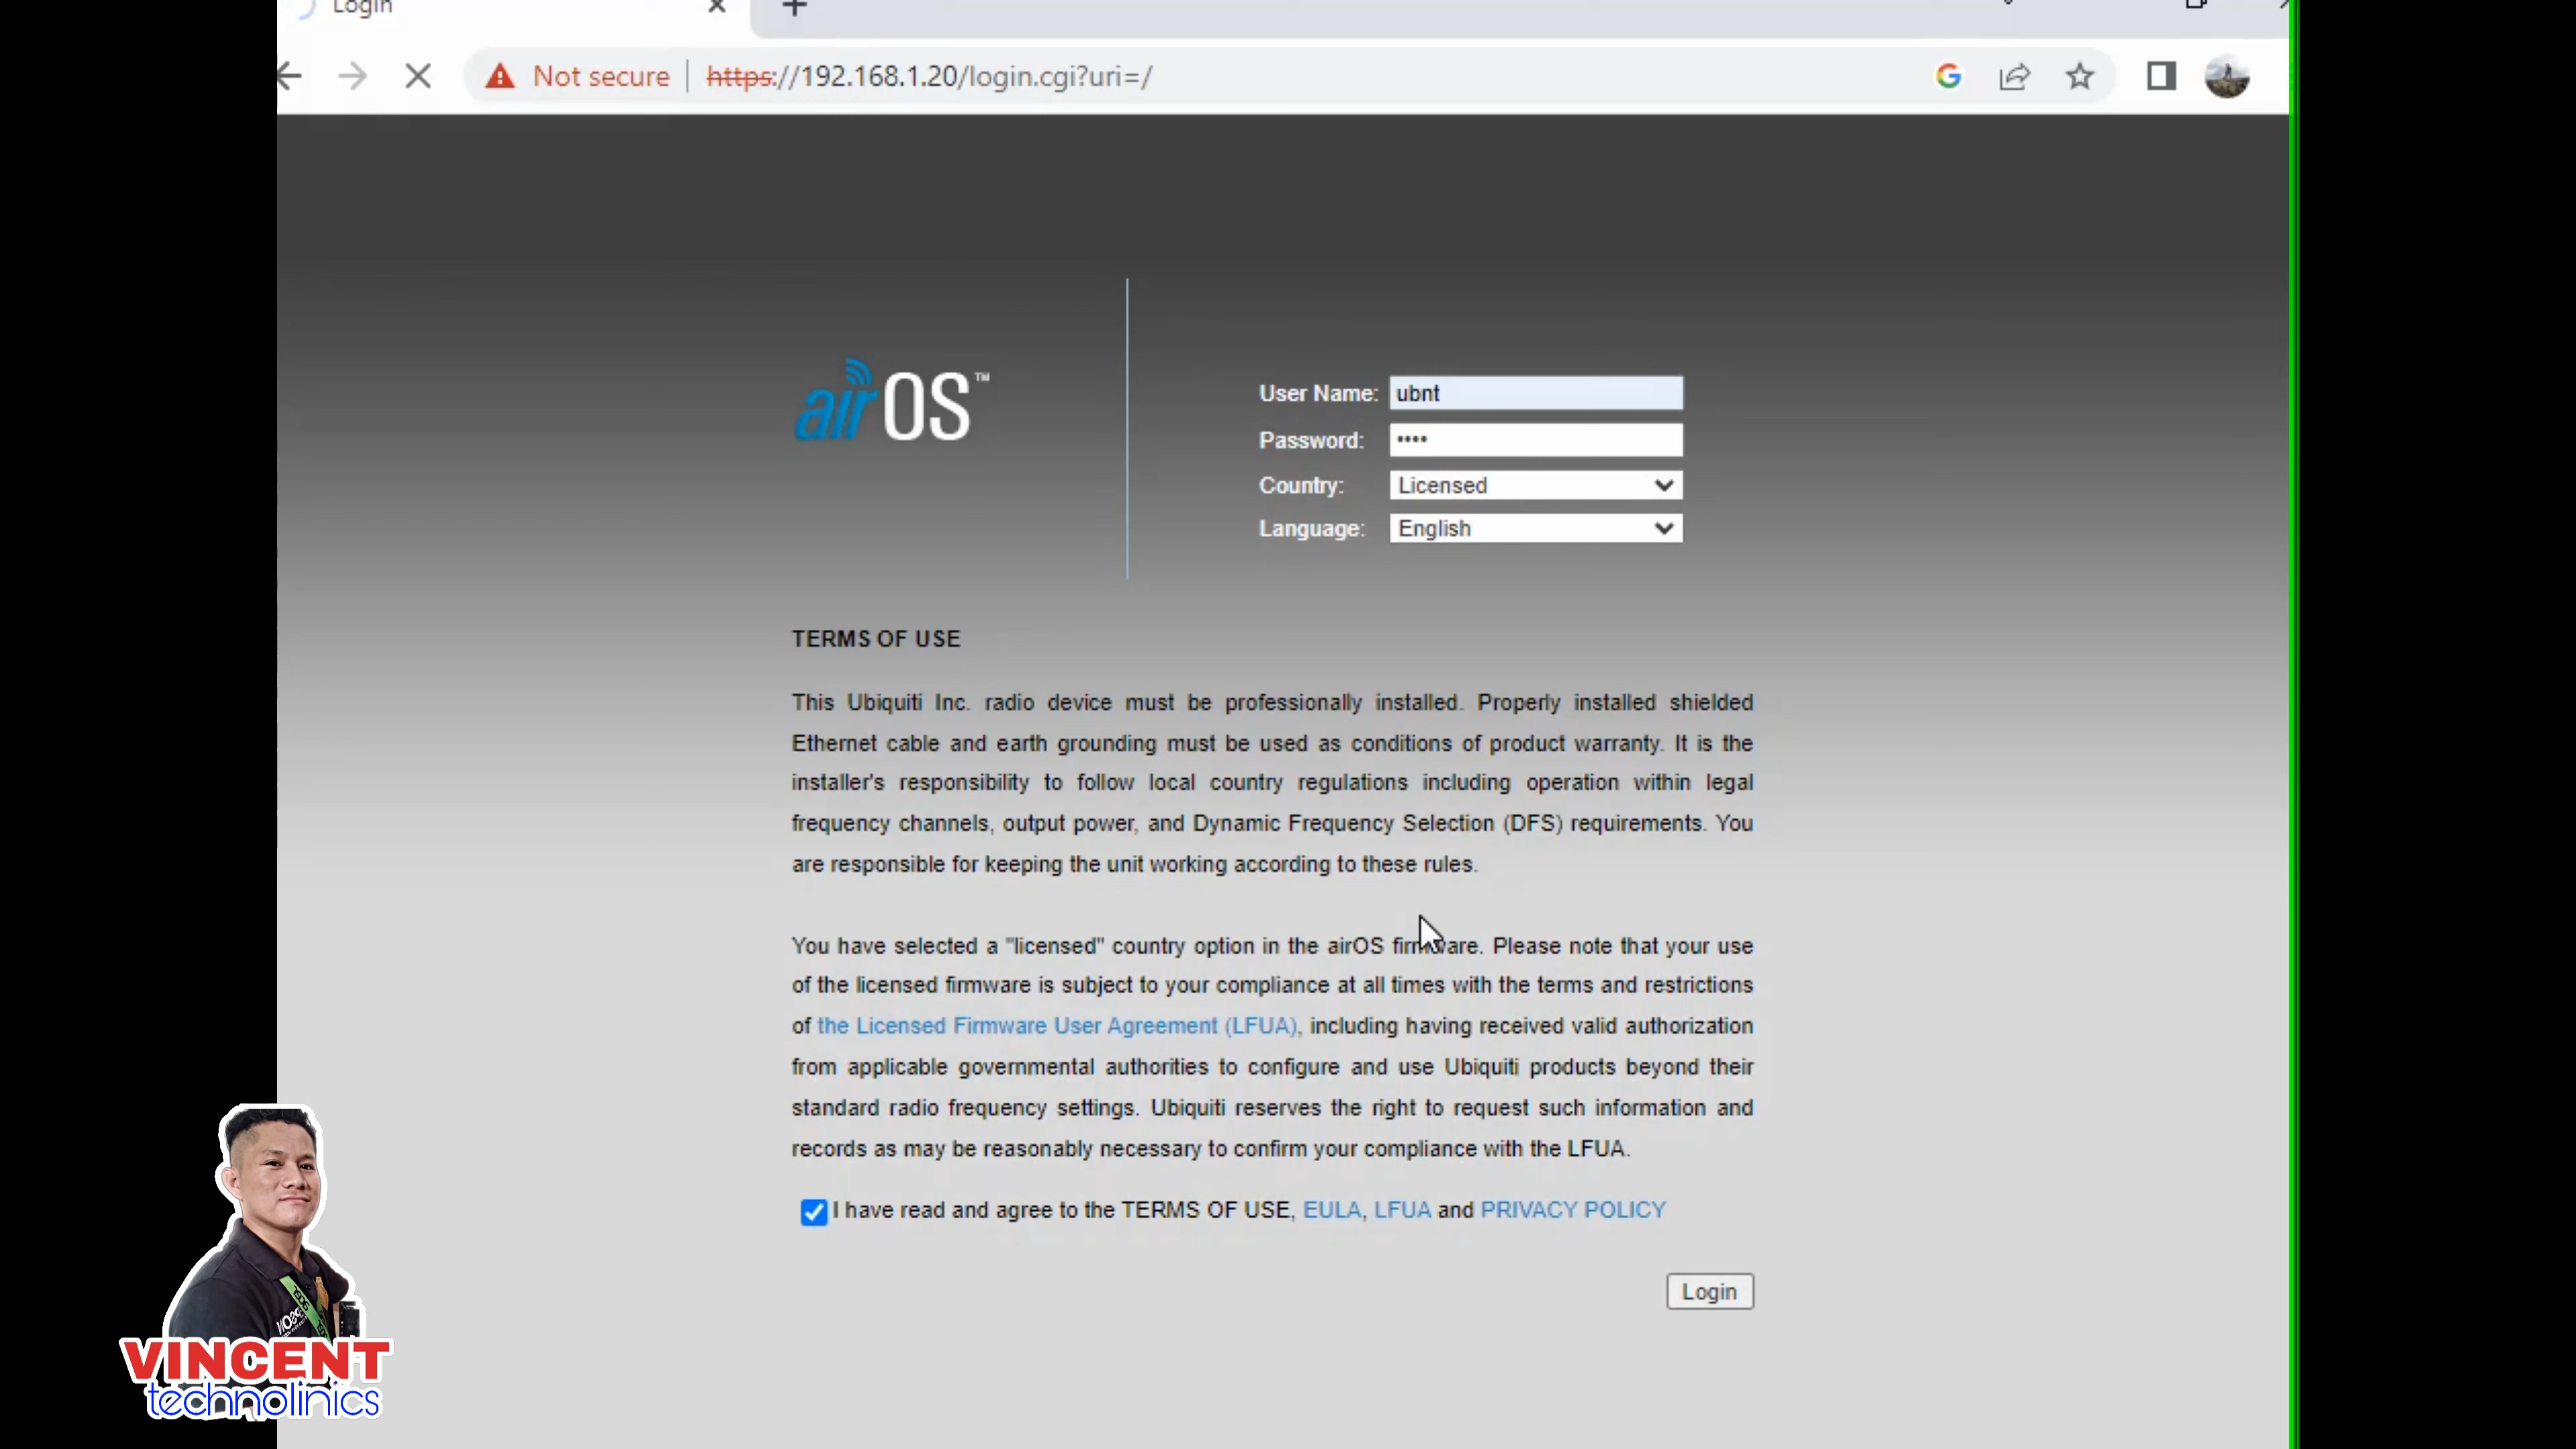 Login
Not secure
https://192.168.1.20/login.cgi?uri=/
airOS™
User Name: ubnt
Password: ••••
Country: Licensed
Language: English
TERMS OF USE
This Ubiquiti Inc. radio device must be professionally installed. Properly installed shielded
Ethernet cable and earth grounding must be used as conditions of product warranty. It is the
installer's responsibility to follow local country regulations including operation within legal
frequency channels, output power, and Dynamic Frequency Selection (DFS) requirements. You
are responsible for keeping the unit working according to these rules.
You have selected a "licensed" country option in the airOS firmware. Please note that your use
of the licensed firmware is subject to your compliance at all times with the terms and restrictions
of the Licensed Firmware User Agreement (LFUA), including having received valid authorization
from applicable governmental authorities to configure and use Ubiquiti products beyond their
standard radio frequency settings. Ubiquiti reserves the right to request such information and
records as may be reasonably necessary to confirm your compliance with the LFUA.
I have read and agree to the TERMS OF USE, EULA, LFUA and PRIVACY POLICY
Login
VINCENT
technolinics